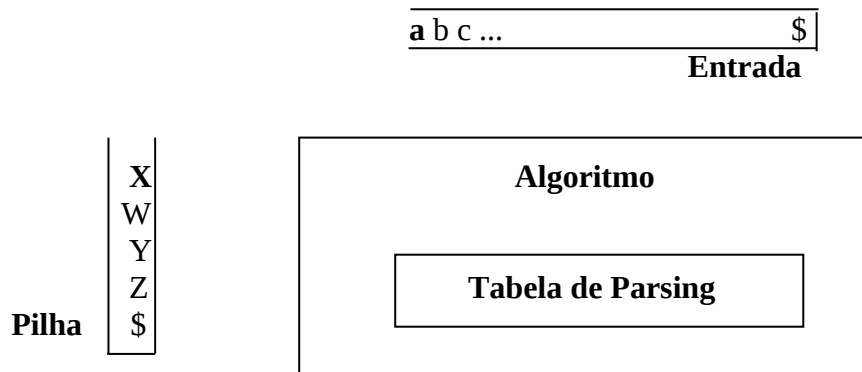 a b c ... $
Entrada
X
W
Y
Z
$
Pilha
Algoritmo
Tabela de Parsing